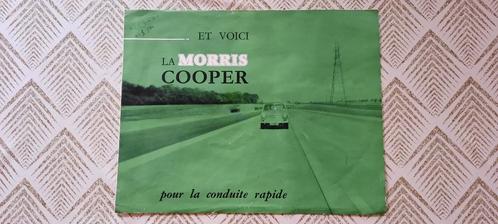 ET VOICI
LA MORRIS
COOPER
pour la conduite rapide